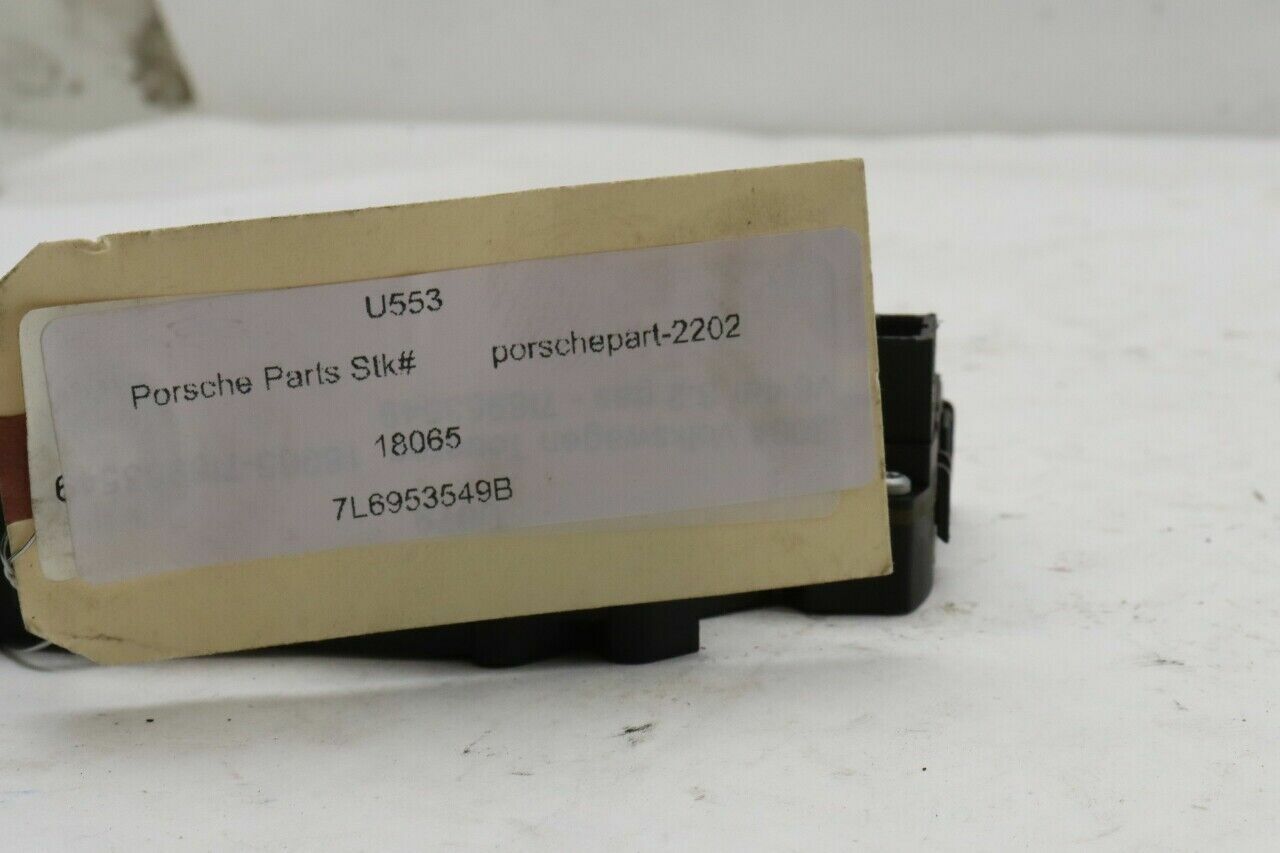 U553
Porsche Parts Stk# porschepart-2202
18065
7L6953549B